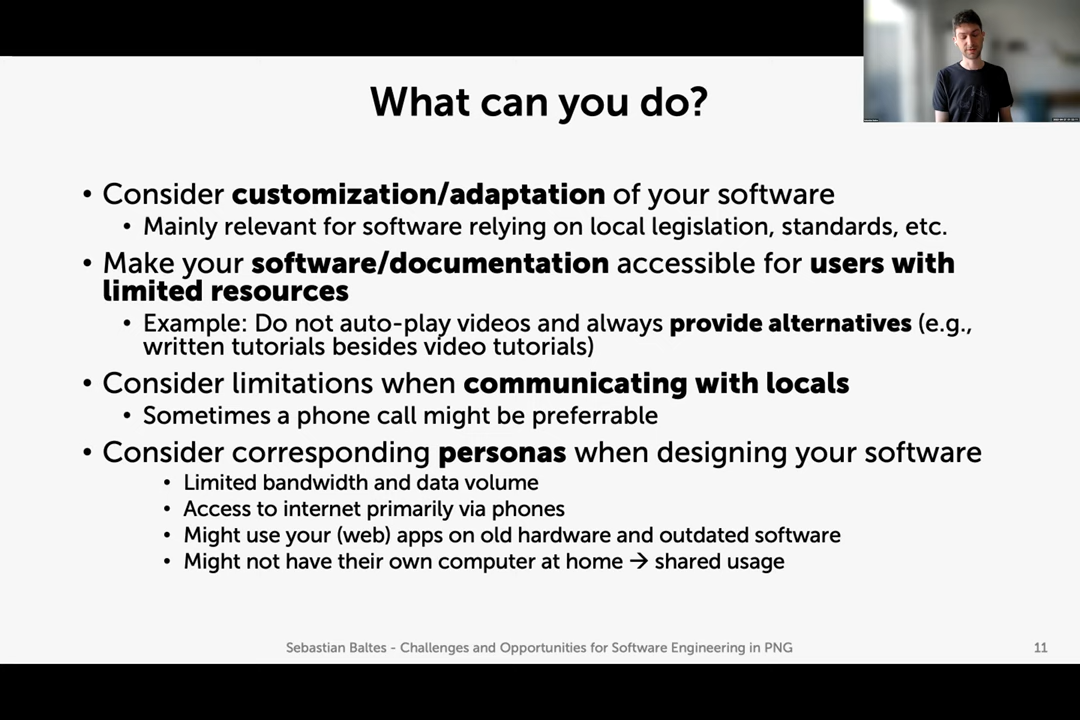 What can you do?
• Consider customization/adaptation of your software
• Mainly relevant for software relying on local legislation, standards, etc.
• Make your software/documentation accessible for users with
limited resources
• Example: Do not auto-play videos and always provide alternatives (e.g.,
written tutorials besides video tutorials)
• Consider limitations when communicating with locals
• Sometimes a phone call might be preferrable
• Consider corresponding personas when designing your software
• Limited bandwidth and data volume
• Access to internet primarily via phones
• Might use your (web) apps on old hardware and outdated software
• Might not have their own computer at home → shared usage
Sebastian Baltes - Challenges and Opportunities for Software Engineering in PNG
11